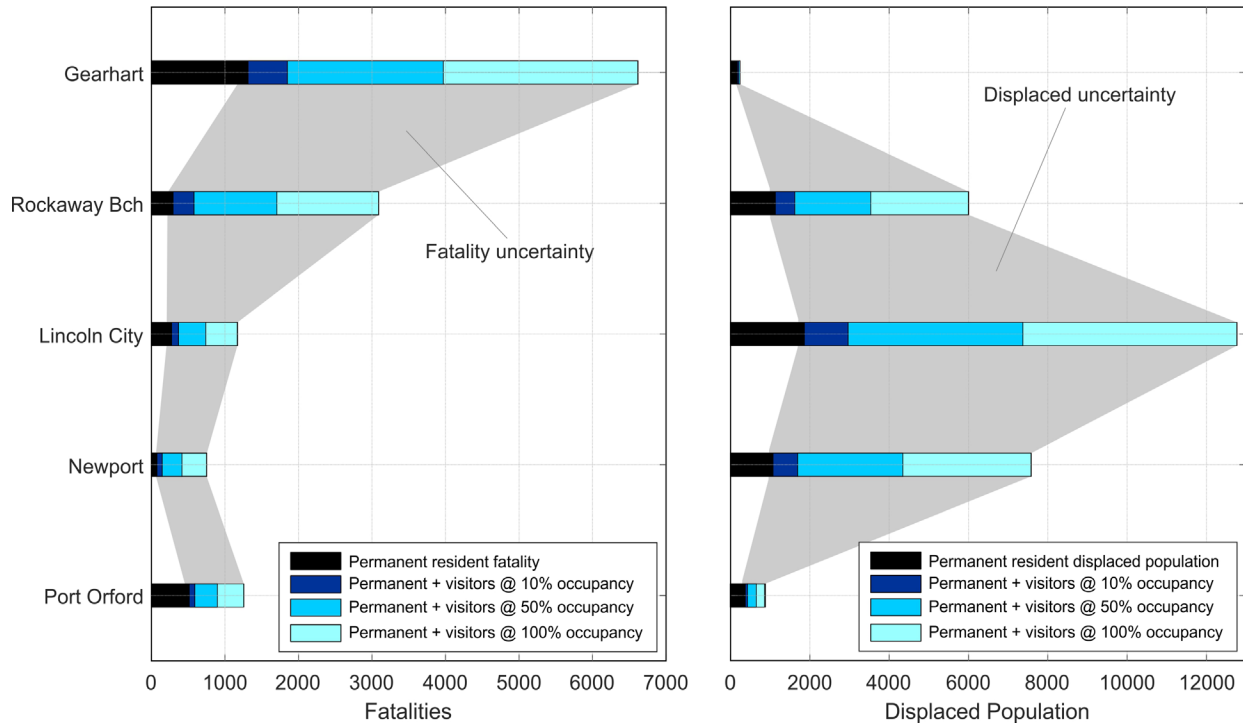 Gearhart
Rockaway Bch
Lincoln City
Newport
Port Orford
Fatality uncertainty
Permanent resident fatality
Permanent + visitors @ 10% occupancy
Permanent + visitors @ 50% occupancy
Permanent + visitors @ 100% occupancy
0 1000 2000 3000 4000 5000 6000 7000
Fatalities
Displaced uncertainty
Permanent resident displaced population
Permanent + visitors @ 10% occupancy
Permanent + visitors @ 50% occupancy
Permanent + visitors @ 100% occupancy
0 2000 4000 6000 8000 10000 12000
Displaced Population